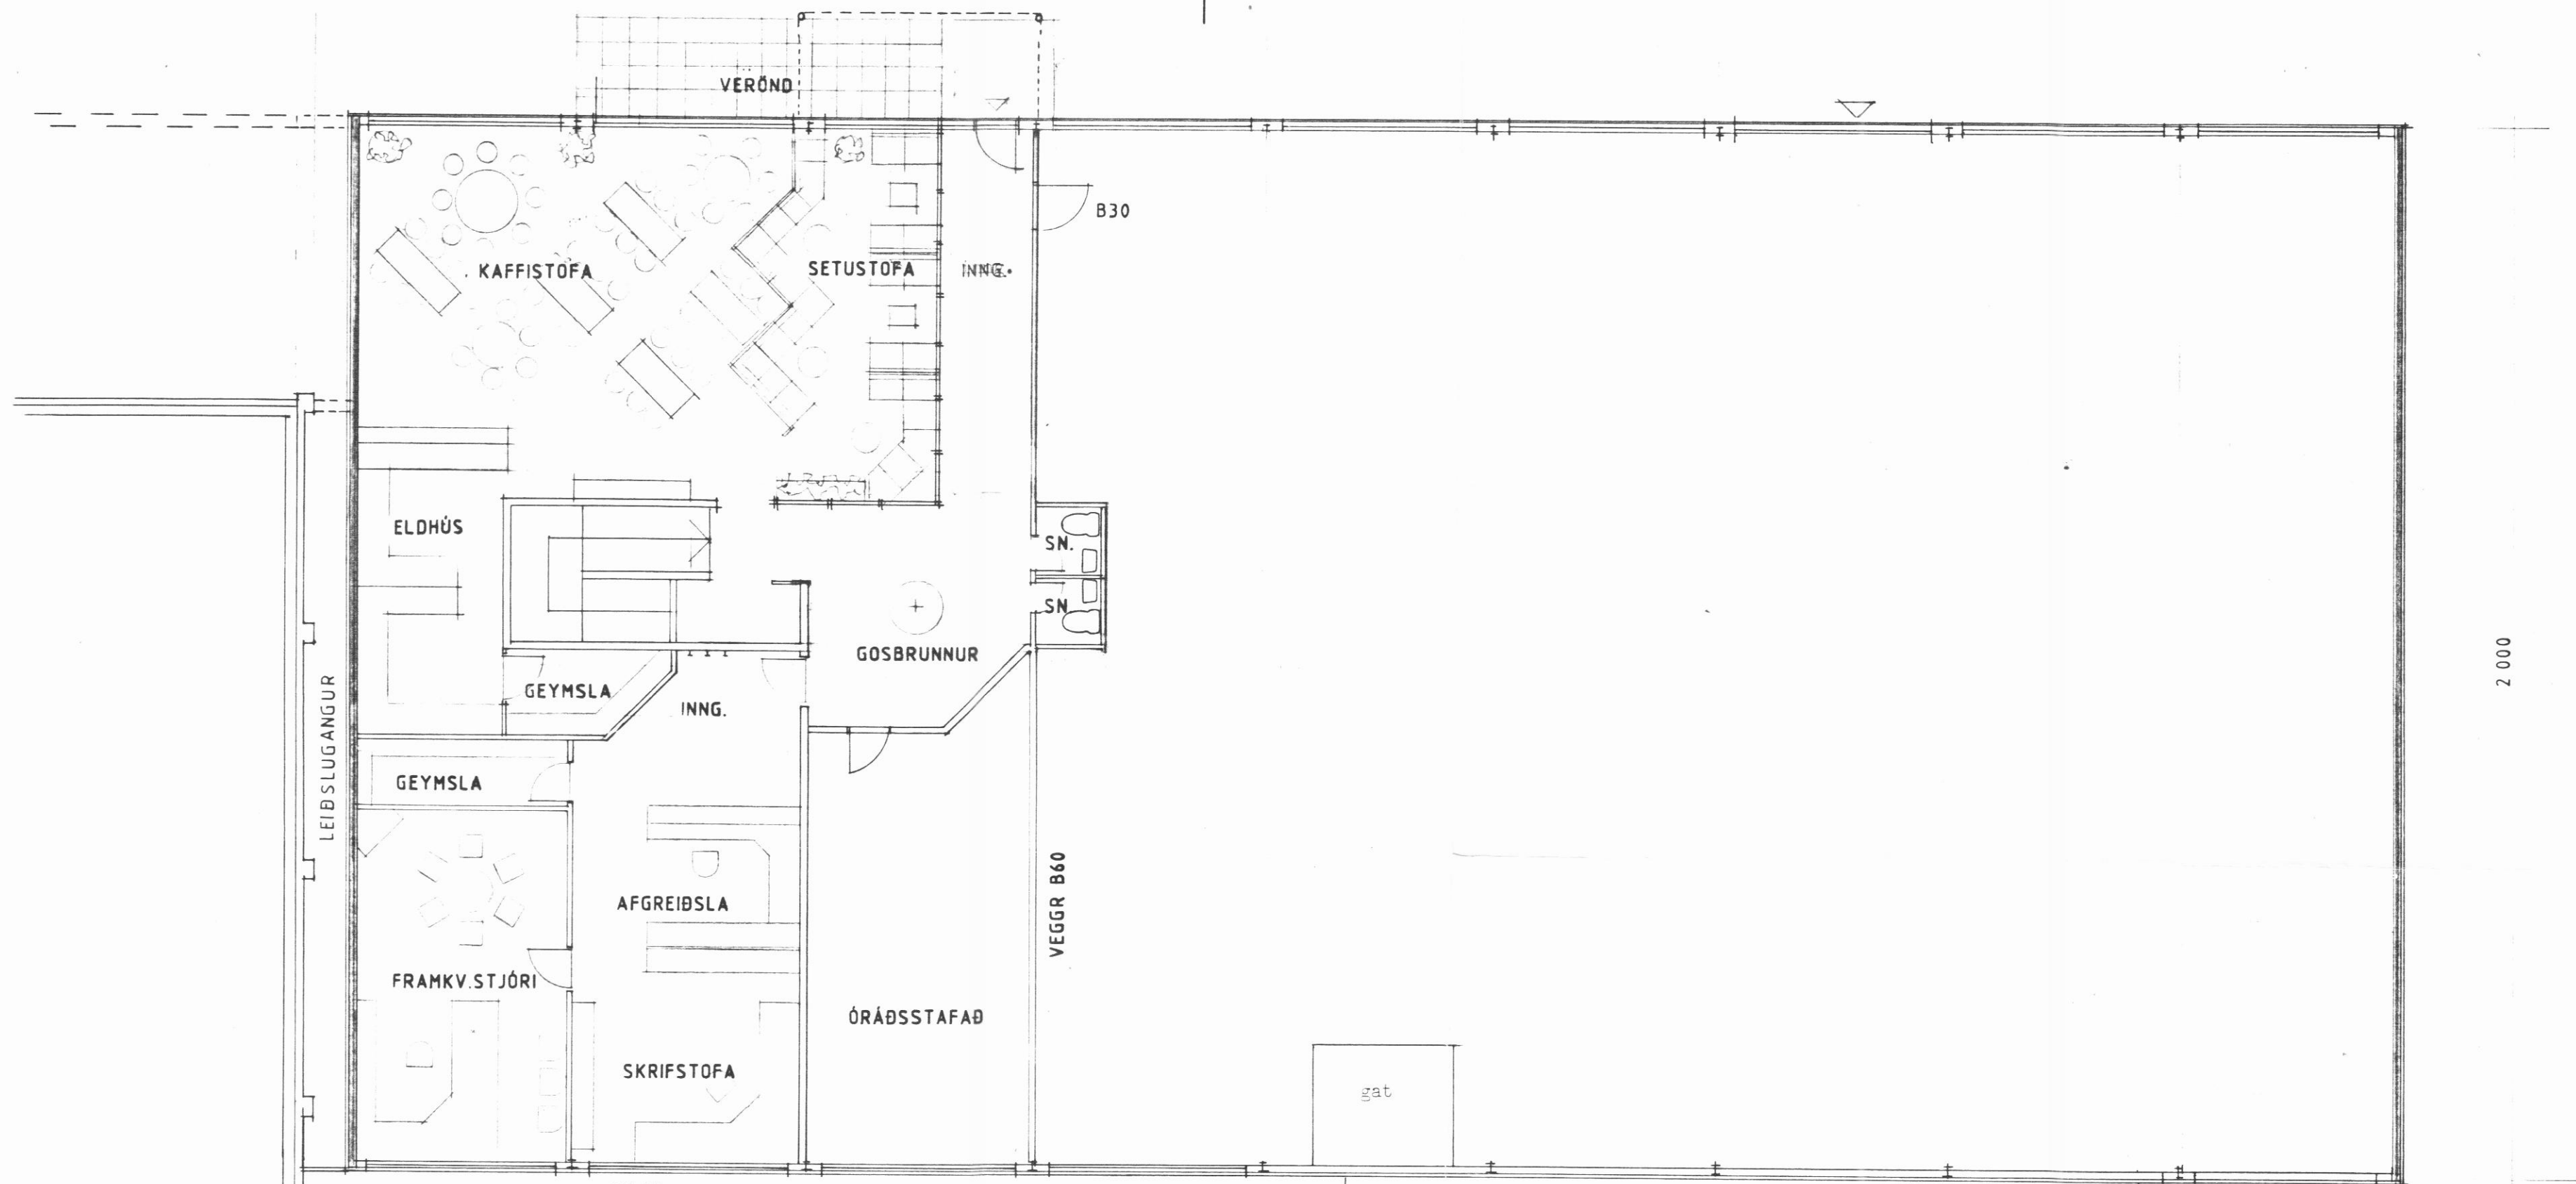 VERÖND
B30
KAFFISTOFA
SETUSTOFA
INNG.
ELDHÚS
SN.
SN.
GOSBRUNNUR
GEYMSLA
INNG.
GEYMSLA
LEIÐSLUGANGUR
AFGREIÐSLA
VEGGR B60
FRAMKV.STJÓRI
ÓRÁÐSSTAFAÐ
SKRIFSTOFA
gat
2 000